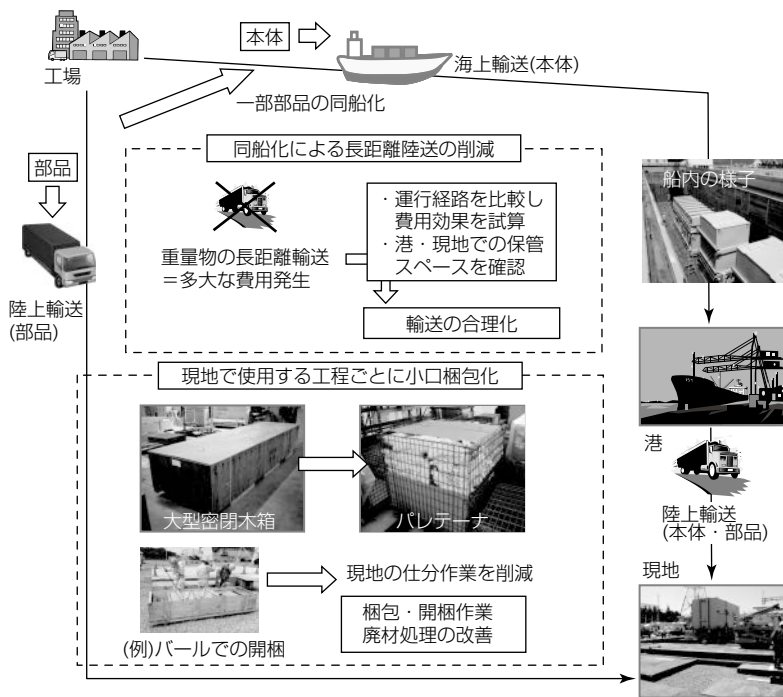 本体
工場
海上輸送(本体)
一部部品の同船化
部品
同船化による長距離陸送の削減
船内の様子
・運行経路を比較し
費用効果を試算
・港・現地での保管
スペースを確認
重量物の長距離輸送
＝多大な費用発生
陸上輸送
(部品)
輸送の合理化
現地で使用する工程ごとに小口梱包化
大型密閉木箱
パレテーナ
港
陸上輸送
(本体・部品)
現地の仕分作業を削減
現地
梱包・開梱作業
廃材処理の改善
(例)バールでの開梱